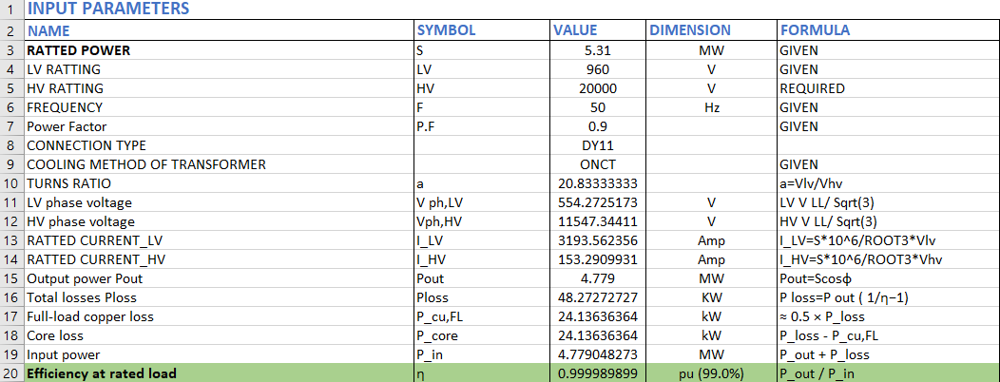 1 INPUT PARAMETERS
2 NAME SYMBOL VALUE DIMENSION FORMULA
3 RATTED POWER S 5.31 MW GIVEN
4 LV RATTING LV 960 V GIVEN
5 HV RATTING HV 20000 V REQUIRED
6 FREQUENCY F 50 Hz GIVEN
7 Power Factor P.F 0.9 GIVEN
8 CONNECTION TYPE DY11
9 COOLING METHOD OF TRANSFORMER ONCT GIVEN
10 TURNS RATIO a 20.83333333 a=Vlv/Vhv
11 LV phase voltage V ph,LV 554.2725173 V LV V LL/ Sqrt(3)
12 HV phase voltage Vph,HV 11547.34411 V HV V LL/ Sqrt(3)
13 RATTED CURRENT_LV I_LV 3193.562356 Amp I_LV=S*10^6/ROOT3*Vlv
14 RATTED CURRENT_HV I_HV 153.2909931 Amp I_HV=S*10^6/ROOT3*Vhv
15 Output power Pout Pout 4.779 MW Pout=Scosϕ
16 Total losses Ploss Ploss 48.27272727 KW P loss=P out ( 1/η−1)
17 Full-load copper loss P_cu,FL 24.13636364 kW ≈ 0.5 × P_loss
18 Core loss P_core 24.13636364 kW P_loss - P_cu,FL
19 Input power P_in 4.779048273 MW P_out + P_loss
20 Efficiency at rated load η 0.999989899 pu (99.0%) P_out / P_in